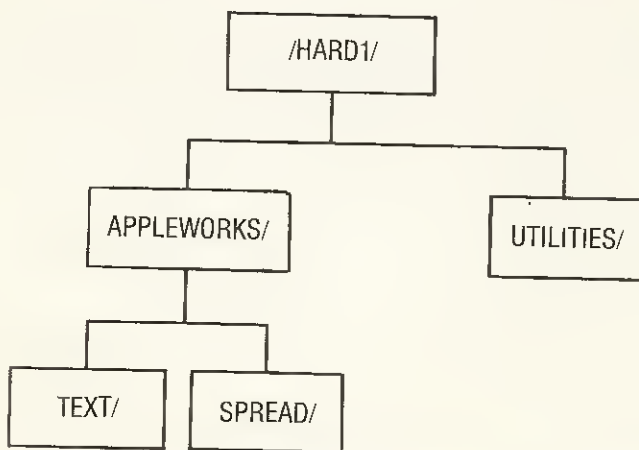 /HARD1/
APPLEWORKS/
UTILITIES/
TEXT/
SPREAD/